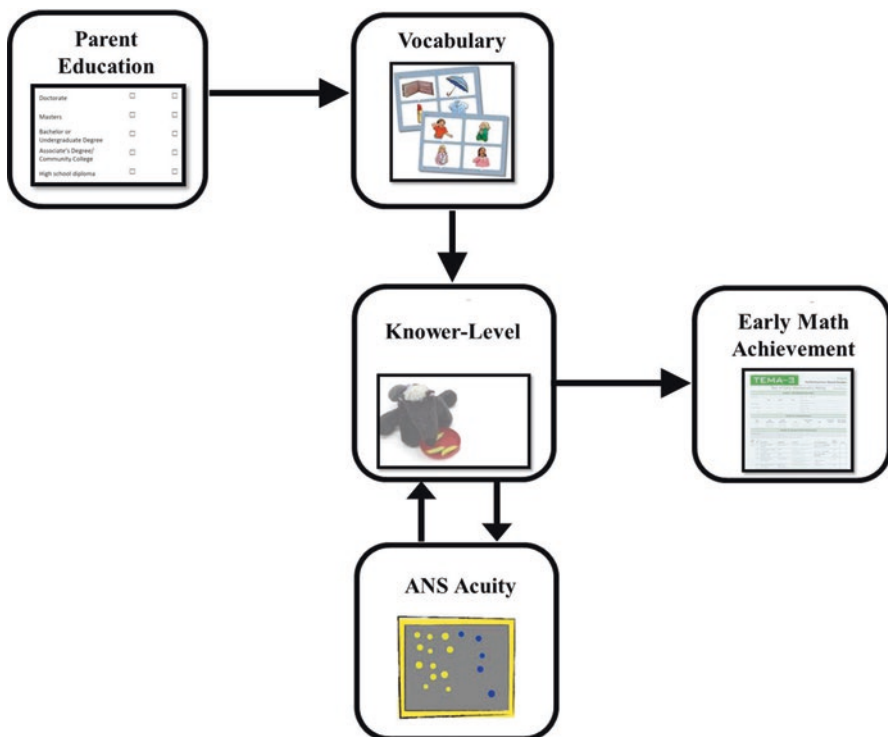 Parent
Education
Doctorate
Masters
Bachelor or
Undergraduate Degree
Associate's Degree/
Community College
High school diploma
Vocabulary
Knower-Level
Early Math
Achievement
TEMA-3
ANS Acuity